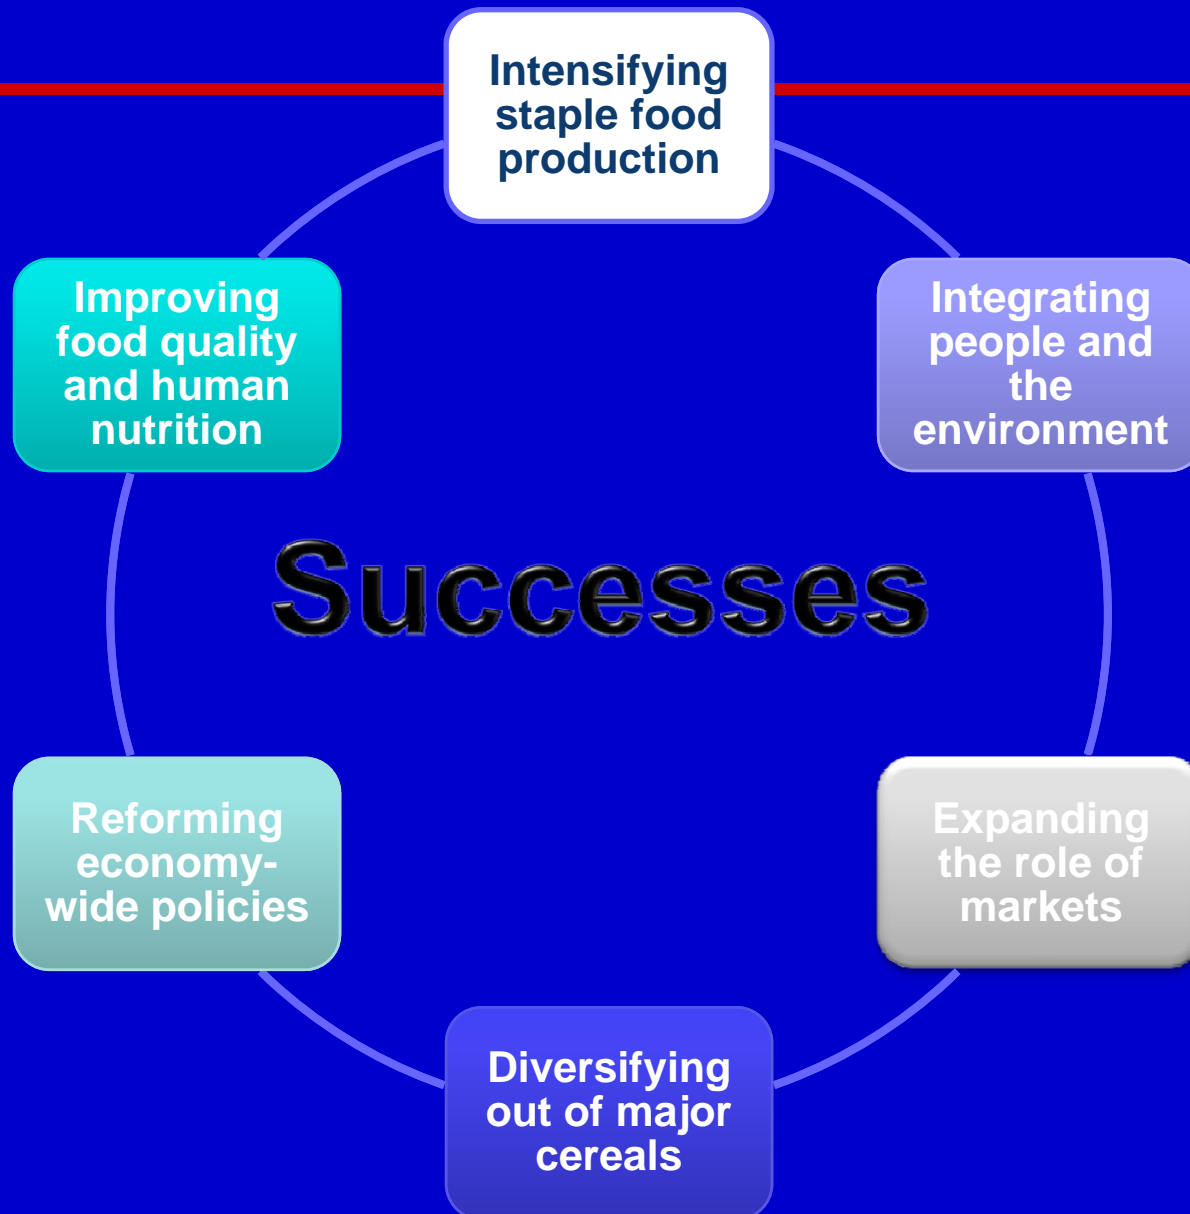 Intensifying
staple food
production
Improving
food quality
and human
nutrition
Integrating
people and
the
environment
Successes
Reforming
economy-
wide policies
Expanding
the role of
markets
Diversifying
out of major
cereals